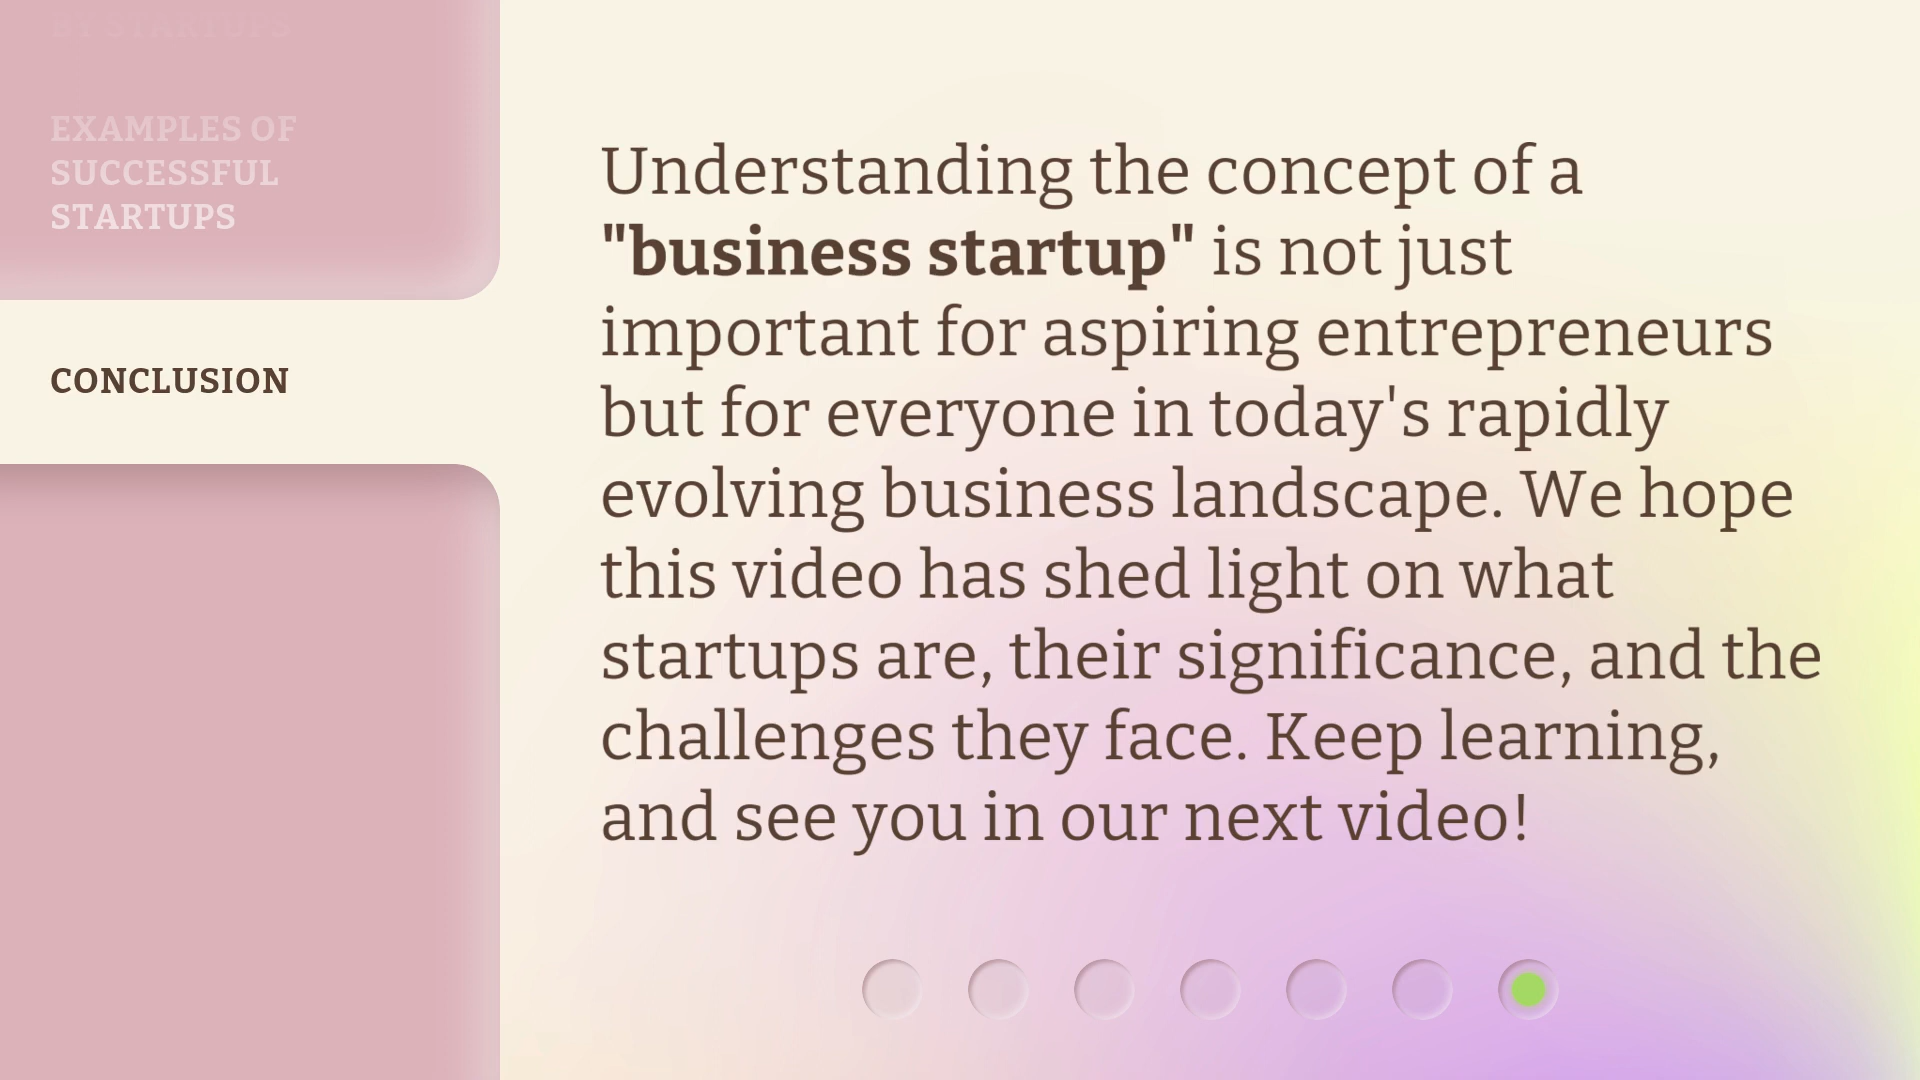 BY STARTUPS
EXAMPLES OF
SUCCESSFUL
STARTUPS
CONCLUSION
Understanding the concept of a
"business startup" is not just
important for aspiring entrepreneurs
but for everyone in today's rapidly
evolving business landscape. We hope
this video has shed light on what
startups are, their significance, and the
challenges they face. Keep learning,
and see you in our next video!